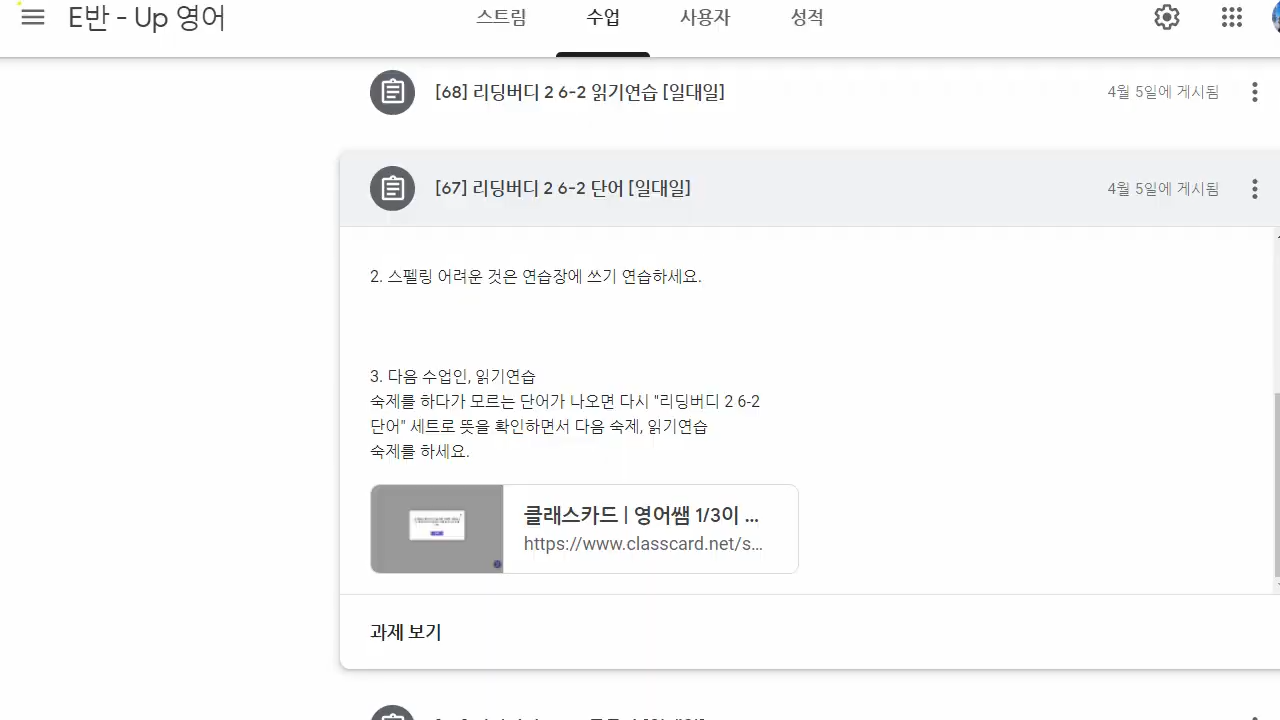 E반 - Up 영어
스트림 수업 사용자 성적
[68] 리딩버디 2 6-2 읽기연습 [일대일] 4월 5일에 게시됨
[67] 리딩버디 2 6-2 단어 [일대일] 4월 5일에 게시됨
2. 스펠링 어려운 것은 연습장에 쓰기 연습하세요.
3. 다음 수업인, 읽기연습
숙제를 하다가 모르는 단어가 나오면 다시 "리딩버디 2 6-2
단어" 세트로 뜻을 확인하면서 다음 숙제, 읽기연습
숙제를 하세요.
클래스카드 | 영어쌤 1/3이 ...
https://www.classcard.net/s...
과제 보기